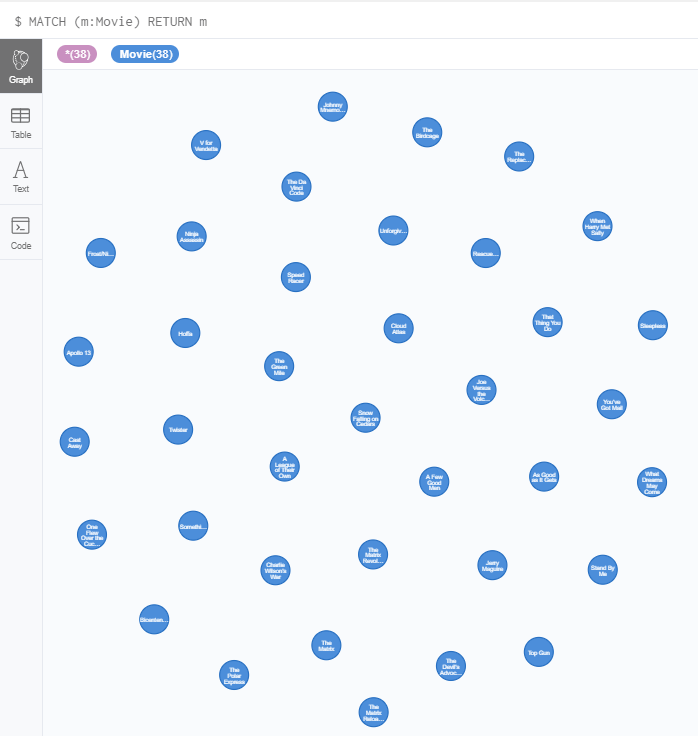 $ MATCH (m:Movie) RETURN m
*(38) Movie(38)
Graph
Table
Text
Code
Johnny
Mnemo...
The
Birdcage
V for
Vendetta
The
Replac...
The Da
Vinci
Code
When
Harry Met
Sally
Unforgiv...
Ninja
Assassin
Frost/Ni...
Rescue...
Speed
Racer
That
Thing You
Do
Sleepless
Cloud
Atlas
Hoffa
Apollo 13
The
Green
Mile
Joe
Versus
the
Volc...
You've
Got Mail
Snow
Falling on
Cedars
Twister
Cast
Away
A
League
of Their
Own
As Good
as It Gets
A Few
Good
Men
What
Dreams
May
Come
Somethi...
One
Flew
Over the
Cuc...
The
Matrix
Revol...
Jerry
Maguire
Charlie
Wilson's
War
Stand By
Me
Bicenten...
The
Matrix
Top Gun
The
Devil's
Advoc...
The
Polar
Express
The
Matrix
Reloa...